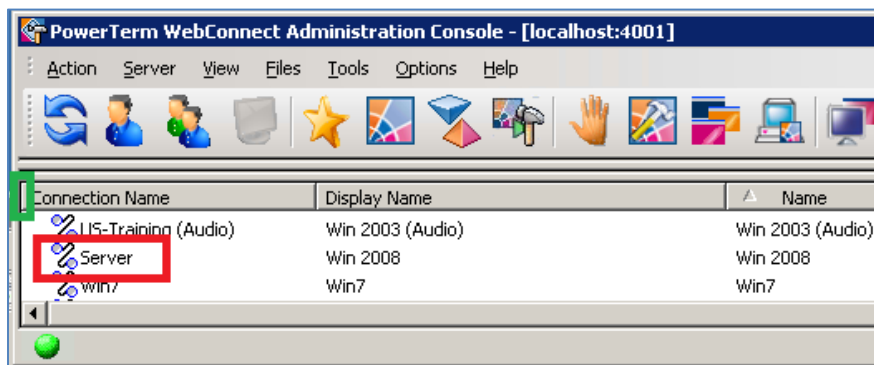 PowerTerm WebConnect Administration Console - [localhost:4001]
Action Server View Files Tools Options Help
Connection Name Display Name Name
US-Training (Audio) Win 2003 (Audio) Win 2003 (Audio)
Server Win 2008 Win 2008
Win7 Win7 Win7